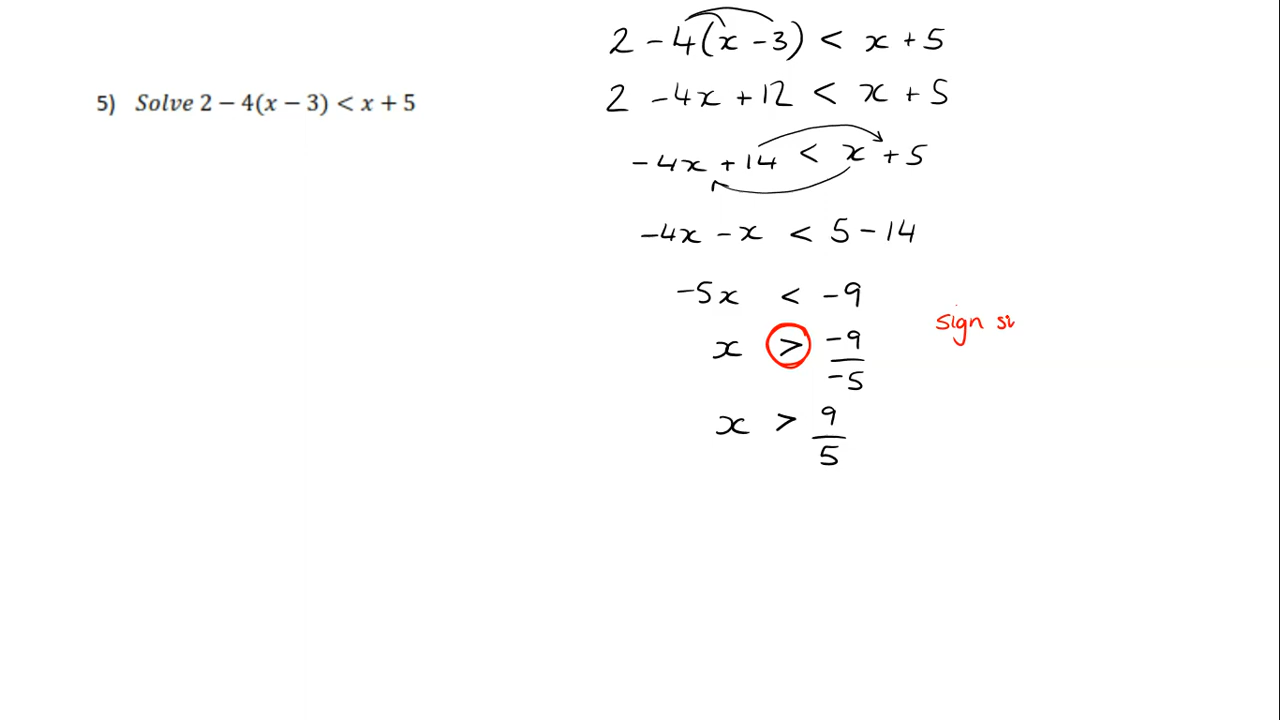 5) Solve 2 − 4(x − 3) < x + 5
2 - 4(x - 3) < x + 5
2 - 4x + 12 < x + 5
- 4x + 14 < x + 5
-4x - x < 5 - 14
-5x < -9
x > -9/-5
sign
x > 9/5